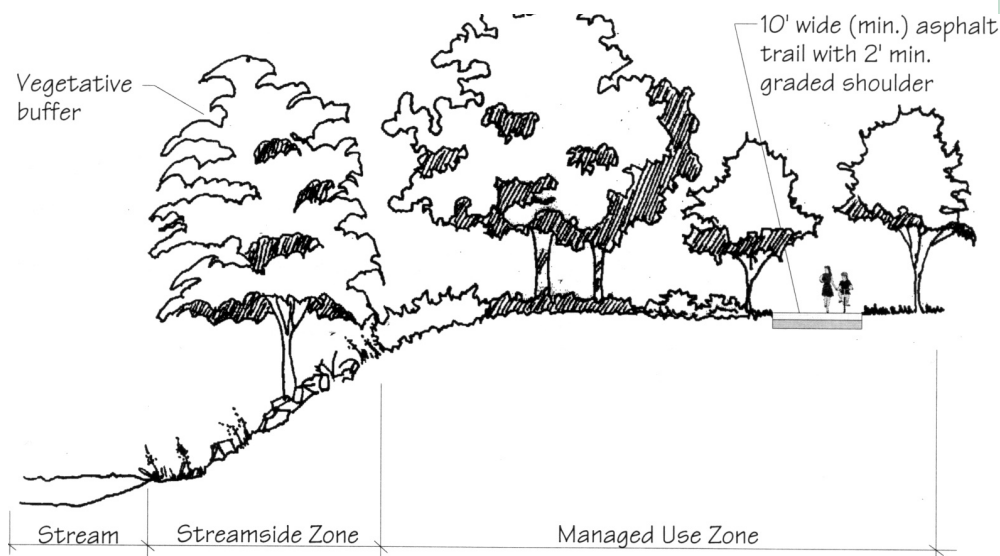 10' wide (min.) asphalt
trail with 2' min.
graded shoulder
Vegetative
buffer
Stream
Streamside Zone
Managed Use Zone